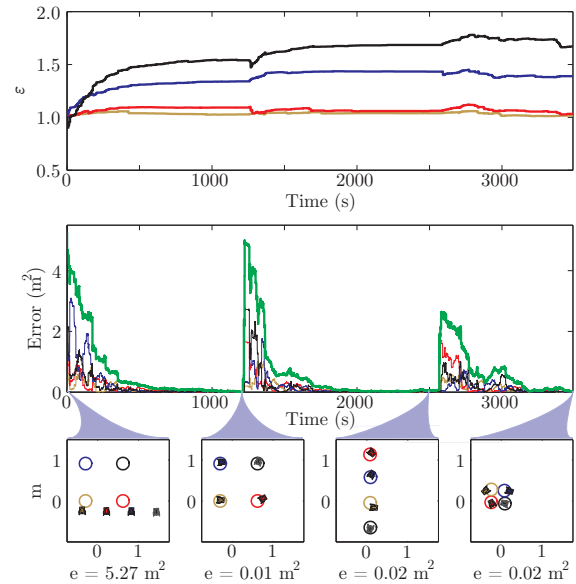 2.0
1.5
1.0
0.5
ε
0 1000 2000 3000
Time (s)
4
2
0
Error (m²)
0 1000 2000 3000
Time (s)
1
0
m
0 1
e = 5.27 m²
1
0
0 1
e = 0.01 m²
1
0
0 1
e = 0.02 m²
1
0
0 1
e = 0.02 m²